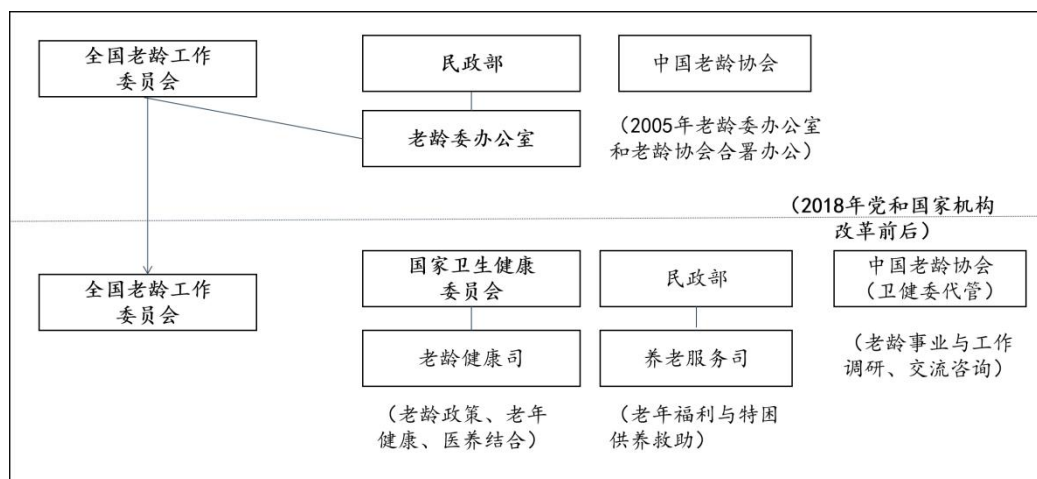 全国老龄工作
委员会
民政部
中国老龄协会
老龄委办公室
（2005年老龄委办公室
和老龄协会合署办公）
（2018年党和国家机构
改革前后）
全国老龄工作
委员会
国家卫生健康
委员会
民政部
中国老龄协会
（卫健委代管）
老龄健康司
养老服务司
（老龄事业与工作
调研、交流咨询）
（老龄政策、老年
健康、医养结合）
（老年福利与特困
供养救助）